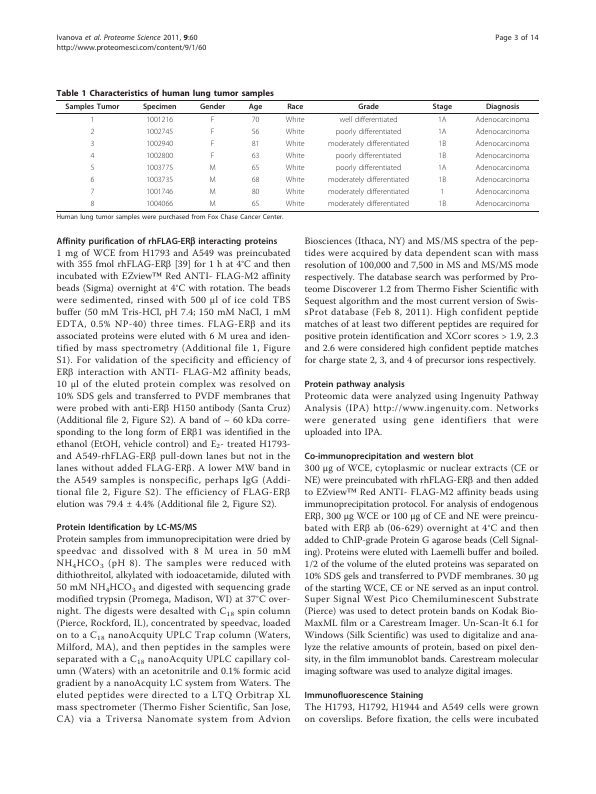 Ivanova et al. Proteome Science 2011, 9:60
http://www.proteomesci.com/content/9/1/60
Page 3 of 14
Table 1 Characteristics of human lung tumor samples
Samples Tumor Specimen Gender Age Race Grade Stage Diagnosis
1 1001216 F 70 White well differentiated 1A Adenocarcinoma
2 1002745 F 56 White poorly differentiated 1A Adenocarcinoma
3 1002940 F 81 White moderately differentiated 1B Adenocarcinoma
4 1002800 F 63 White poorly differentiated 1B Adenocarcinoma
5 1003775 M 65 White poorly differentiated 1A Adenocarcinoma
6 1003735 M 68 White moderately differentiated 1B Adenocarcinoma
7 1001746 M 80 White moderately differentiated 1 Adenocarcinoma
8 1004066 M 65 White moderately differentiated 1B Adenocarcinoma
Human lung tumor samples were purchased from Fox Chase Cancer Center.
Affinity purification of rhFLAG-ERβ interacting proteins
1 mg of WCE from H1793 and A549 was preincubated
with 355 fmol rhFLAG-ERβ [39] for 1 h at 4°C and then
incubated with EZview™ Red ANTI- FLAG-M2 affinity
beads (Sigma) overnight at 4°C with rotation. The beads
were sedimented, rinsed with 500 μl of ice cold TBS
buffer (50 mM Tris-HCl, pH 7.4; 150 mM NaCl, 1 mM
EDTA, 0.5% NP-40) three times. FLAG-ERβ and its
associated proteins were eluted with 6 M urea and iden-
tified by mass spectrometry (Additional file 1, Figure
S1). For validation of the specificity and efficiency of
ERβ interaction with ANTI- FLAG-M2 affinity beads,
10 μl of the eluted protein complex was resolved on
10% SDS gels and transferred to PVDF membranes that
were probed with anti-ERβ H150 antibody (Santa Cruz)
(Additional file 2, Figure S2). A band of ~ 60 kDa corre-
sponding to the long form of ERβ1 was identified in the
ethanol (EtOH, vehicle control) and E₂- treated H1793-
and A549-rhFLAG-ERβ pull-down lanes but not in the
lanes without added FLAG-ERβ. A lower MW band in
the A549 samples is nonspecific, perhaps IgG (Addi-
tional file 2, Figure S2). The efficiency of FLAG-ERβ
elution was 79.4 ± 4.4% (Additional file 2, Figure S2).
Protein Identification by LC-MS/MS
Protein samples from immunoprecipitation were dried by
speedvac and dissolved with 8 M urea in 50 mM
NH₄HCO₃ (pH 8). The samples were reduced with
dithiothreitol, alkylated with iodoacetamide, diluted with
50 mM NH₄HCO₃ and digested with sequencing grade
modified trypsin (Promega, Madison, WI) at 37°C over-
night. The digests were desalted with C₁₈ spin column
(Pierce, Rockford, IL), concentrated by speedvac, loaded
on to a C₁₈ nanoAcquity UPLC Trap column (Waters,
Milford, MA), and then peptides in the samples were
separated with a C₁₈ nanoAcquity UPLC capillary col-
umn (Waters) with an acetonitrile and 0.1% formic acid
gradient by a nanoAcquity LC system from Waters. The
eluted peptides were directed to a LTQ Orbitrap XL
mass spectrometer (Thermo Fisher Scientific, San Jose,
CA) via a Triversa Nanomate system from Advion
Biosciences (Ithaca, NY) and MS/MS spectra of the pep-
tides were acquired by data dependent scan with mass
resolution of 100,000 and 7,500 in MS and MS/MS mode
respectively. The database search was performed by Pro-
teome Discoverer 1.2 from Thermo Fisher Scientific with
Sequest algorithm and the most current version of Swis-
sProt database (Feb 8, 2011). High confident peptide
matches of at least two different peptides are required for
positive protein identification and XCorr scores > 1.9, 2.3
and 2.6 were considered high confident peptide matches
for charge state 2, 3, and 4 of precursor ions respectively.
Protein pathway analysis
Proteomic data were analyzed using Ingenuity Pathway
Analysis (IPA) http://www.ingenuity.com. Networks
were generated using gene identifiers that were
uploaded into IPA.
Co-immunoprecipitation and western blot
300 μg of WCE, cytoplasmic or nuclear extracts (CE or
NE) were preincubated with rhFLAG-ERβ and then added
to EZview™ Red ANTI- FLAG-M2 affinity beads using
immunoprecipitation protocol. For analysis of endogenous
ERβ, 300 μg WCE or 100 μg of CE and NE were preincu-
bated with ERβ ab (06-629) overnight at 4°C and then
added to ChIP-grade Protein G agarose beads (Cell Signal-
ing). Proteins were eluted with Laemelli buffer and boiled.
1/2 of the volume of the eluted proteins was separated on
10% SDS gels and transferred to PVDF membranes. 30 μg
of the starting WCE, CE or NE served as an input control.
Super Signal West Pico Chemiluminescent Substrate
(Pierce) was used to detect protein bands on Kodak Bio-
MaxML film or a Carestream Imager. Un-Scan-It 6.1 for
Windows (Silk Scientific) was used to digitalize and ana-
lyze the relative amounts of protein, based on pixel den-
sity, in the film immunoblot bands. Carestream molecular
imaging software was used to analyze digital images.
Immunofluorescence Staining
The H1793, H1792, H1944 and A549 cells were grown
on coverslips. Before fixation, the cells were incubated